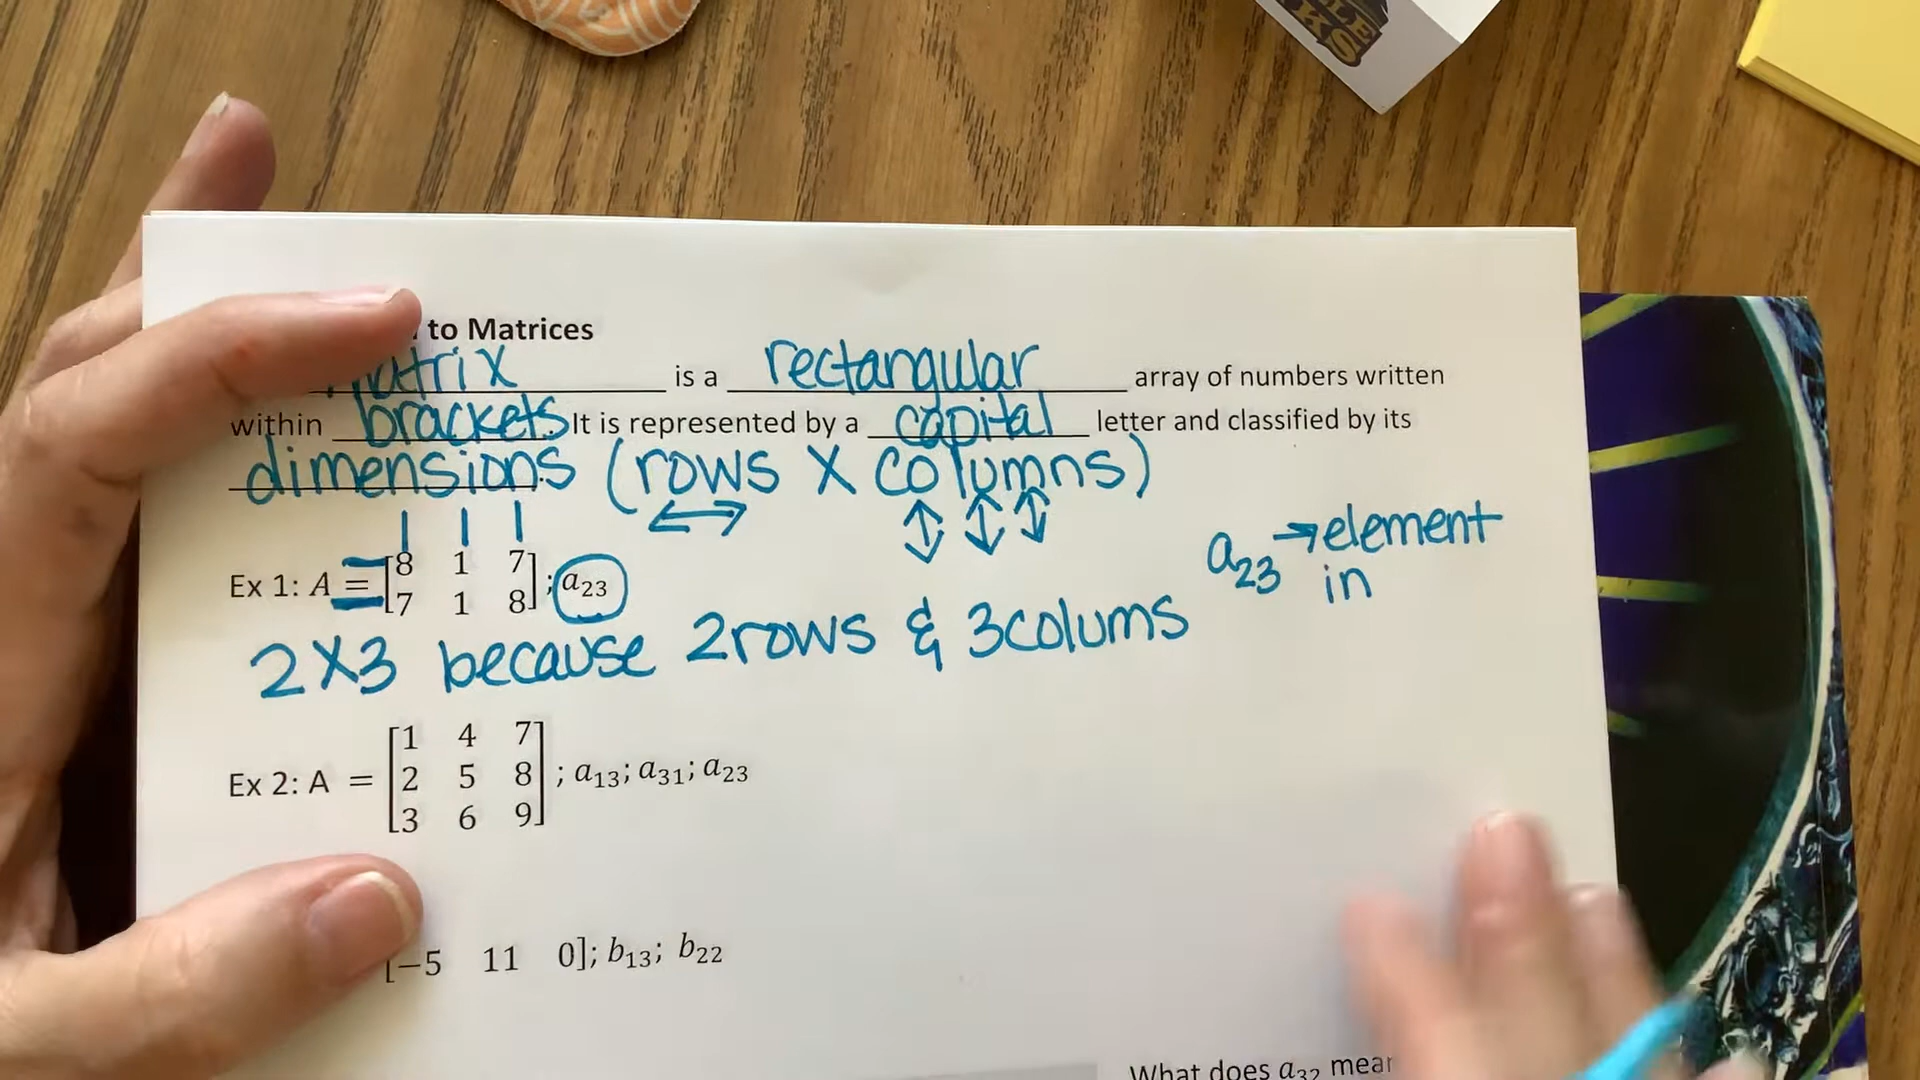 to Matrices
matrix is a rectangular array of numbers written
within brackets. It is represented by a capital letter and classified by its
dimensions (rows X columns)
a₂₃ → element
in
Ex 1: A = [8 1 7
7 1 8]; a₂₃
2X3 because 2rows & 3colums
Ex 2: A = [1 4 7
2 5 8
3 6 9]; a₁₃; a₃₁; a₂₃
[−5 11 0]; b₁₃; b₂₂
What does a₃₂ mean